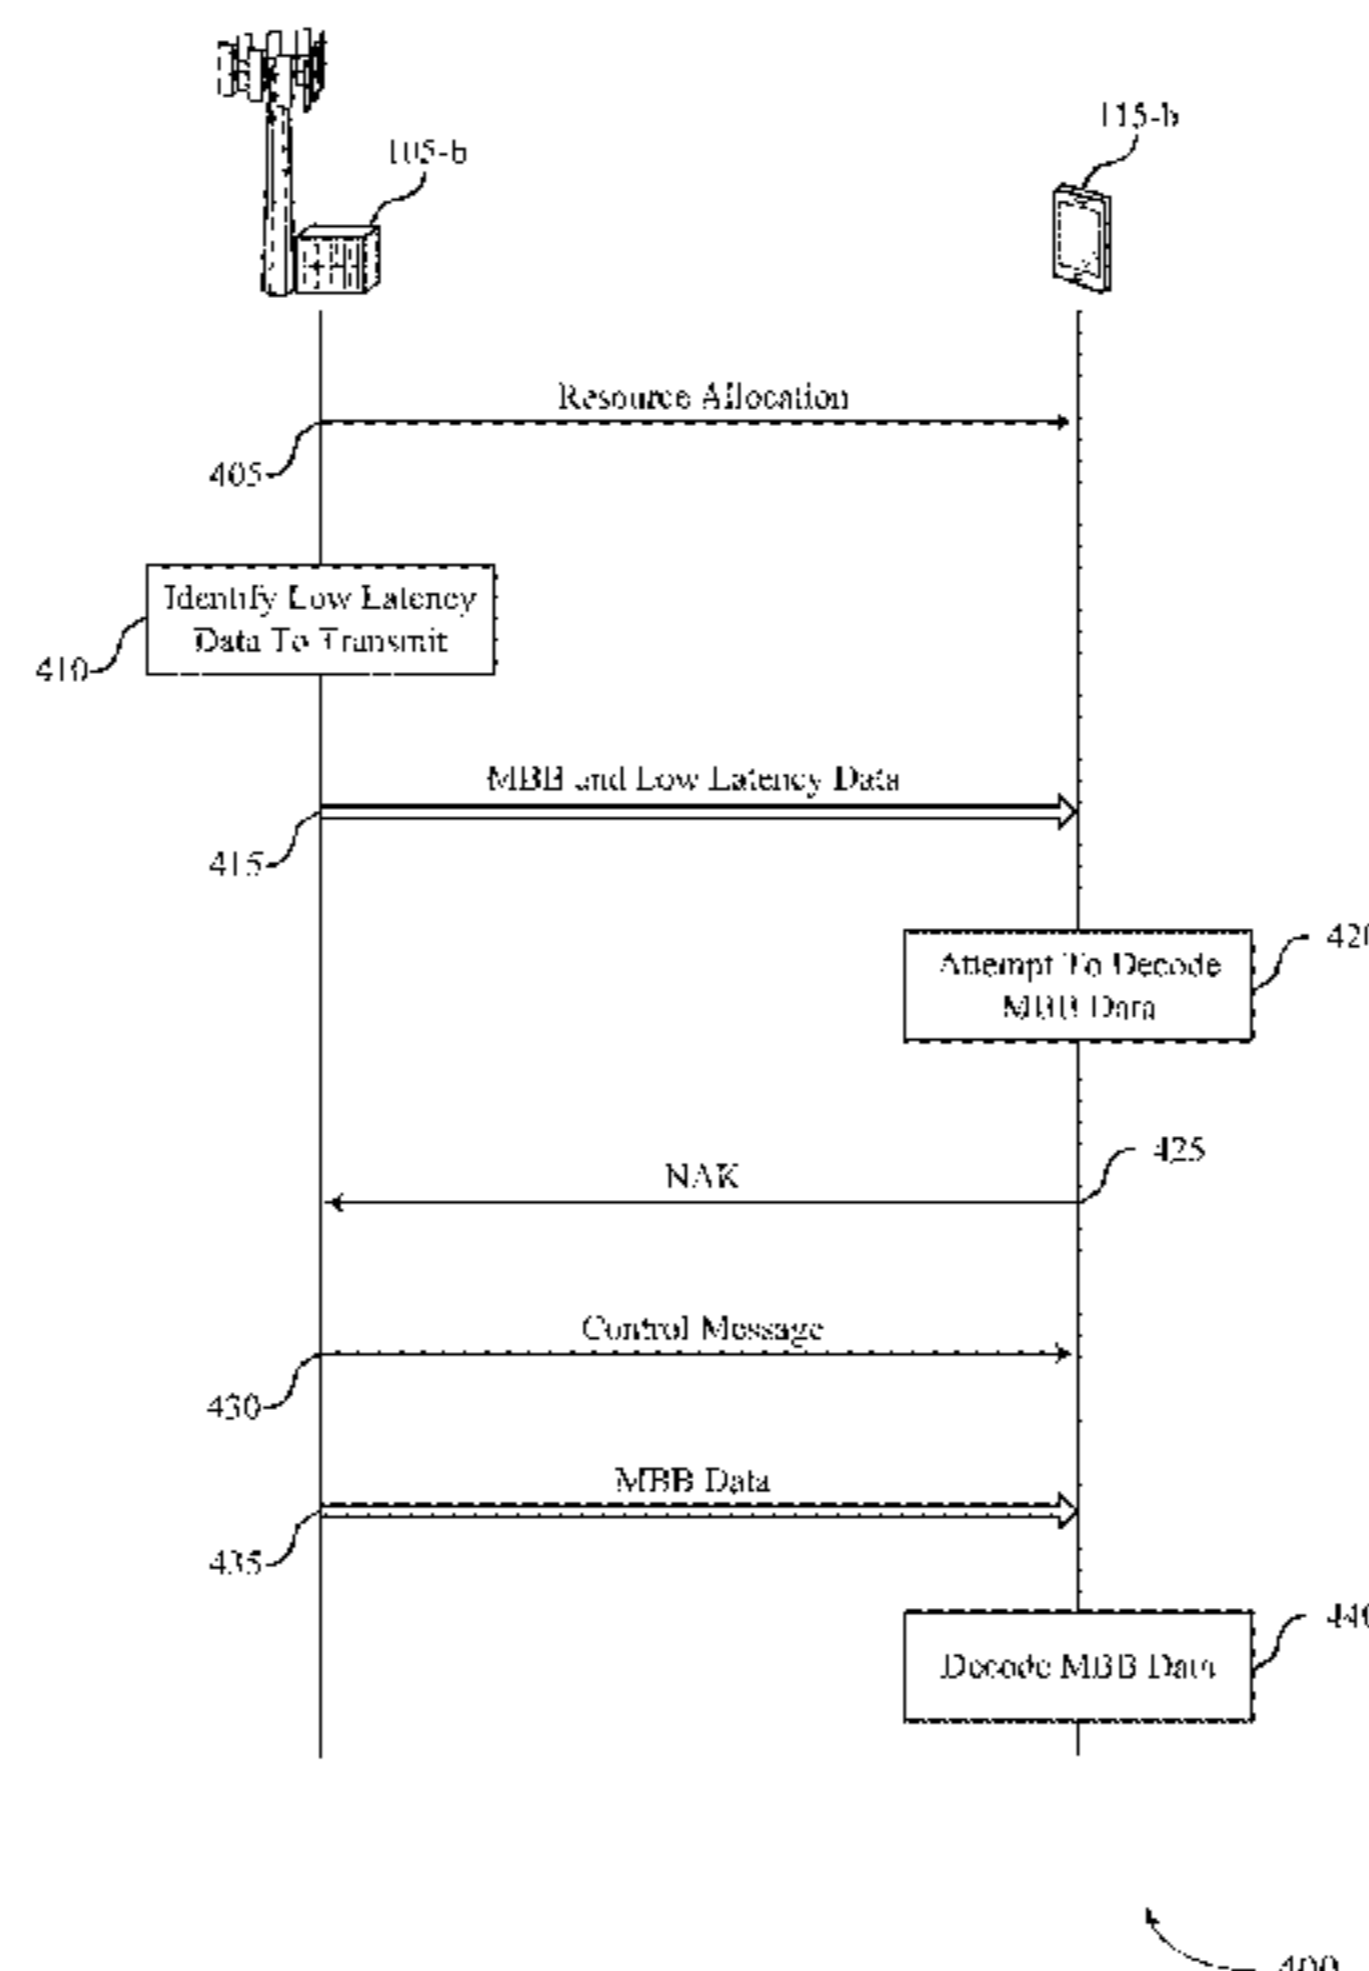 105-b
115-b
Resource Allocation
405
Identify Low Latency
Data To Transmit
410
MBB and Low Latency Data
415
420
Attempt To Decode
MBB Data
425
NAK
Control Message
430
MBB Data
435
440
Decode MBB Data
400